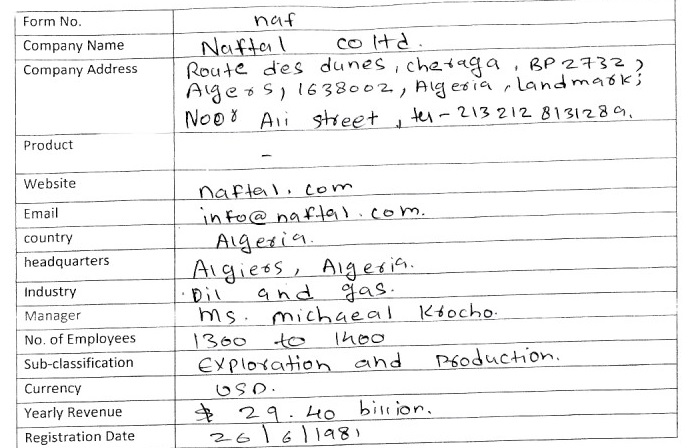 Form No. naf
Company Name Naftal co ltd.
Company Address Route des dunes, cheraga, BP 2732,
Algers, 1638002, Algeria, landmark;
Noor Ali street, tel - 213 212 8131289.
Product -
Website naftal.com
Email info@naftal.com.
country Algeria.
headquarters Algiers, Algeria.
Industry Oil and gas.
Manager Ms. michaeal Krocho.
No. of Employees 1300 to 1400
Sub-classification Exploration and Production.
Currency USD.
Yearly Revenue $ 29.40 billion.
Registration Date 26/6/1981